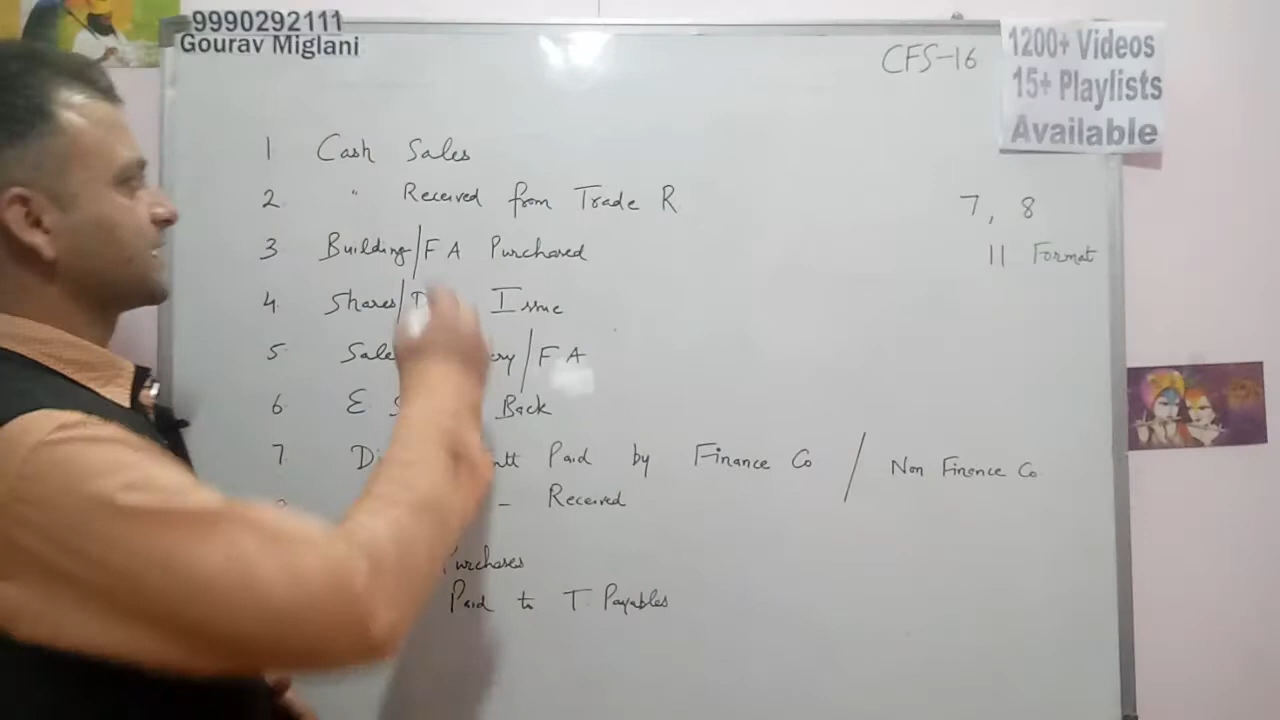 9990292111
Gourav Miglani
CFS-16
1200+ Videos
15+ Playlists
Available
1 Cash Sales
2 " Received from Trade R
7, 8
3 Building/F A Purchased
11 Format
4 Shares/ Issue
5 /F A
6 E Back
7 Paid by Finance Co / Non Finance Co
- Received
Purchases
Paid to T Payables